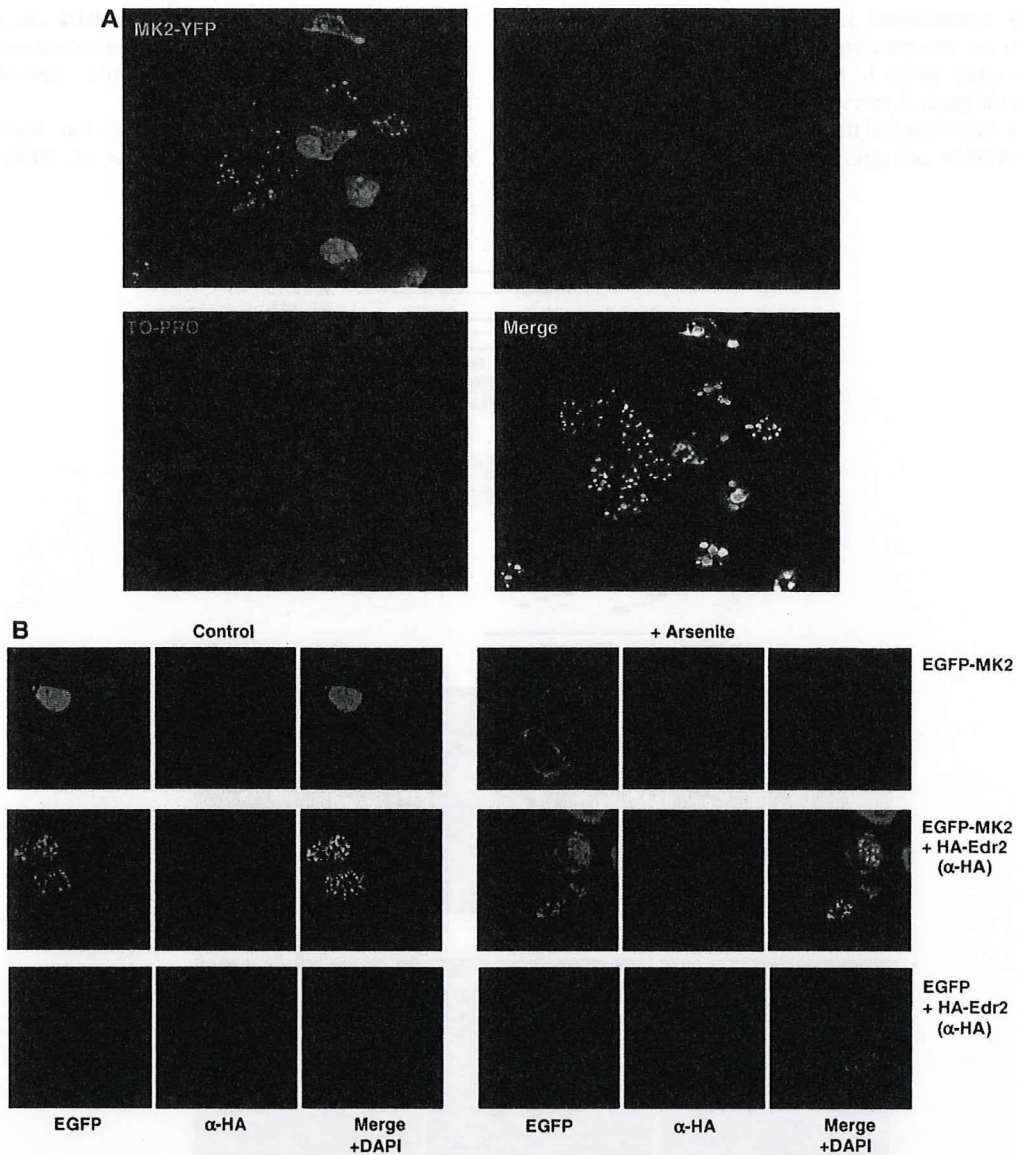 A
MK2-YFP
TO-PRO
Merge
B
Control
+ Arsenite
EGFP-MK2
EGFP-MK2
+ HA-Edr2
(α-HA)
EGFP
+ HA-Edr2
(α-HA)
EGFP
α-HA
Merge
+DAPI
EGFP
α-HA
Merge
+DAPI